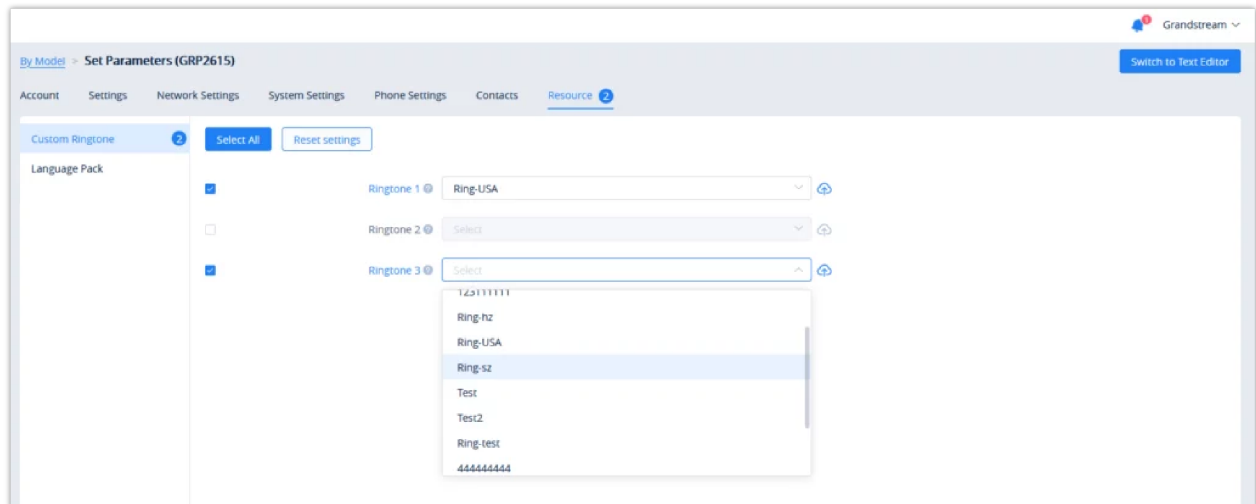 1
Grandstream
By Model > Set Parameters (GRP2615)
Switch to Text Editor
Account Settings Network Settings System Settings Phone Settings Contacts Resource 2
Custom Ringtone 2
Select All Reset settings
Language Pack
Ringtone 1 Ring-USA
Ringtone 2 Select
Ringtone 3 Select
123111111
Ring-hz
Ring-USA
Ring-sz
Test
Test2
Ring-test
444444444